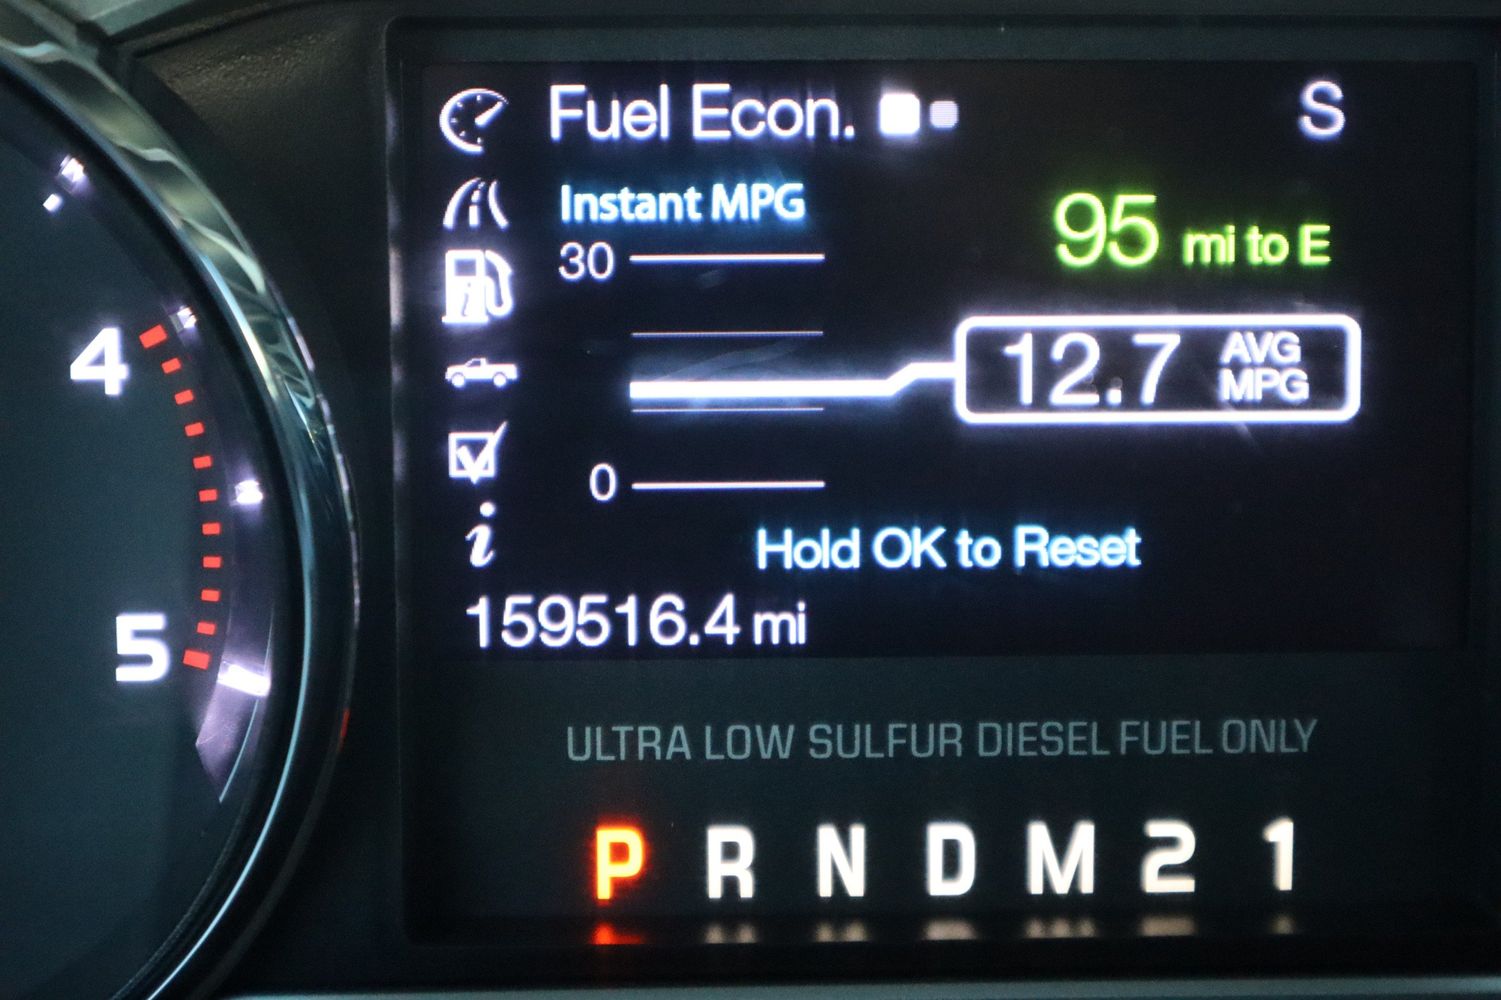 Fuel Econ.
S
Instant MPG
95 mi to E
30
12.7 AVG MPG
0
Hold OK to Reset
i
159516.4 mi
4
5
ULTRA LOW SULFUR DIESEL FUEL ONLY
P R N D M 2 1